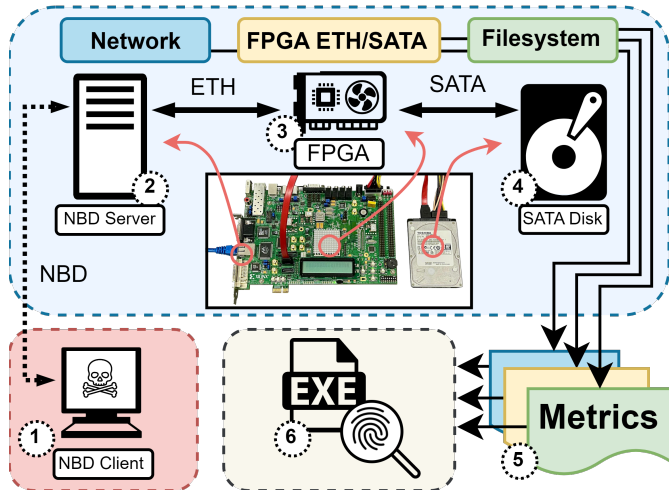 Network
FPGA ETH/SATA
Filesystem
ETH
SATA
3
FPGA
2
NBD Server
4
SATA Disk
NBD
1
NBD Client
EXE
6
Metrics
5